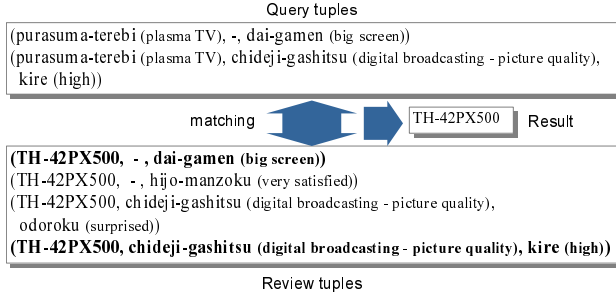 Query tuples
(purasuma-terebi (plasma TV), -, dai-gamen (big screen))
(purasuma-terebi (plasma TV), chideji-gashitsu (digital broadcasting - picture quality),
kire (high))
matching
TH-42PX500
Result
(TH-42PX500, - , dai-gamen (big screen))
(TH-42PX500, -, hijo-manzoku (very satisfied))
(TH-42PX500, chideji-gashitsu (digital broadcasting - picture quality),
odoroku (surprised))
(TH-42PX500, chideji-gashitsu (digital broadcasting - picture quality), kire (high))
Review tuples